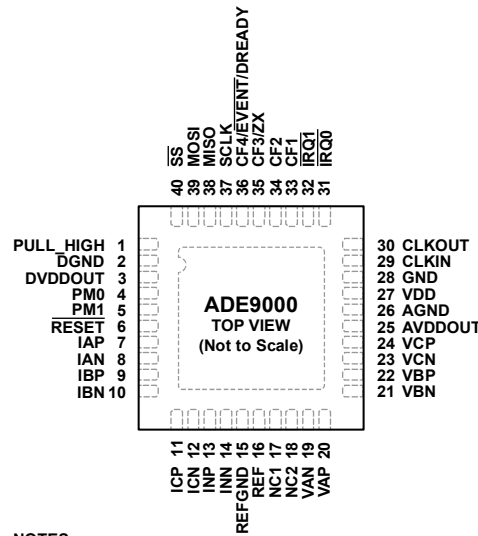 40 SS
39 MOSI
38 MISO
37 SCLK
36 CF4/EVENT/DREADY
35 CF3/ZX
34 CF2
33 CF1
32 IRQ1
31 IRQ0
PULL_HIGH 1
DGND 2
DVDDOUT 3
PM0 4
PM1 5
RESET 6
IAP 7
IAN 8
IBP 9
IBN 10
ADE9000
TOP VIEW
(Not to Scale)
30 CLKOUT
29 CLKIN
28 GND
27 VDD
26 AGND
25 AVDDOUT
24 VCP
23 VCN
22 VBP
21 VBN
ICP 11
ICN 12
INP 13
INN 14
REFGND 15
REF 16
NC1 17
NC2 18
VAN 19
VAP 20